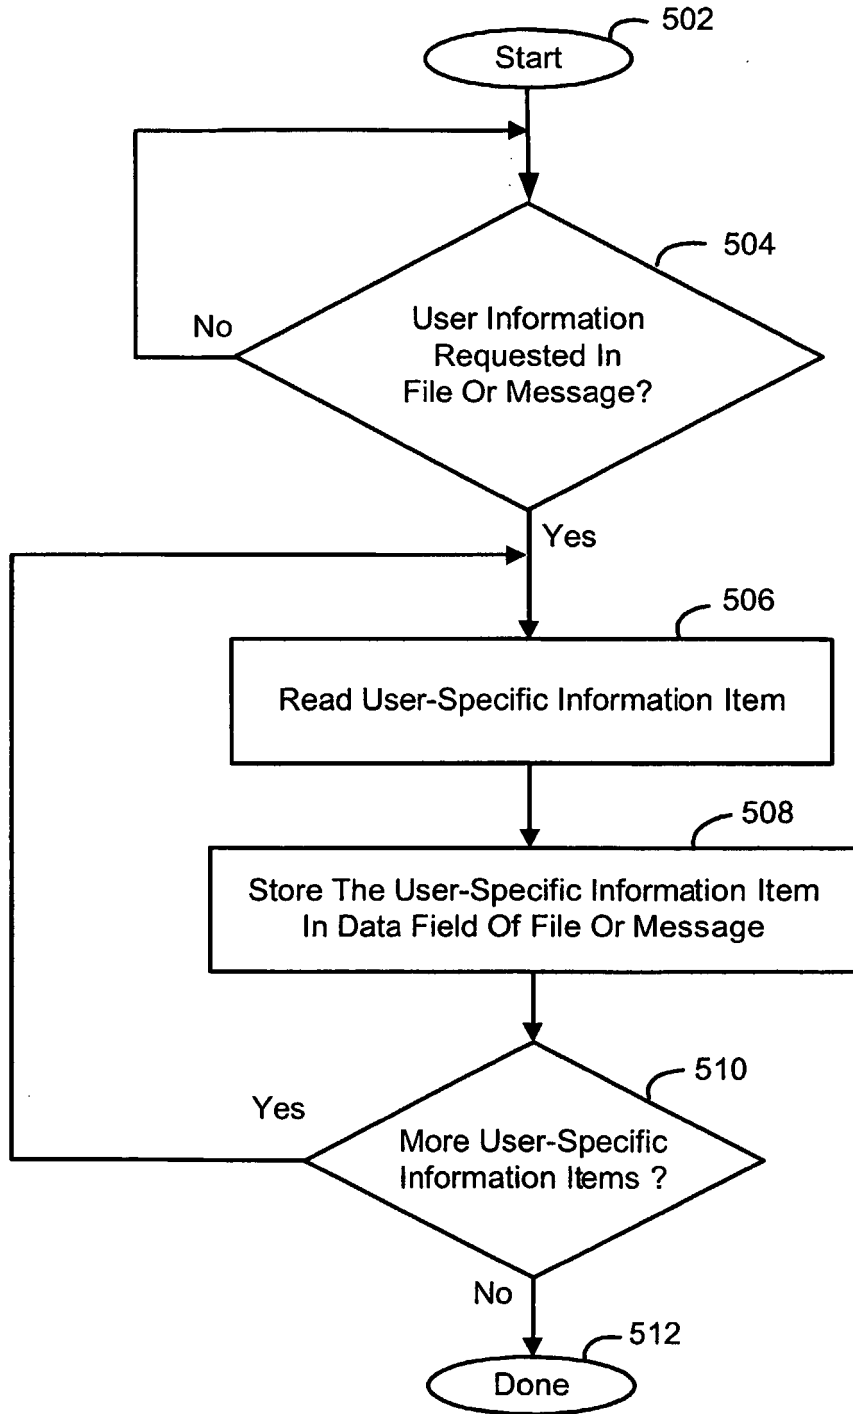 502
Start
504
No
User Information
Requested In
File Or Message?
Yes
506
Read User-Specific Information Item
508
Store The User-Specific Information Item
In Data Field Of File Or Message
510
Yes
More User-Specific
Information Items ?
No
512
Done